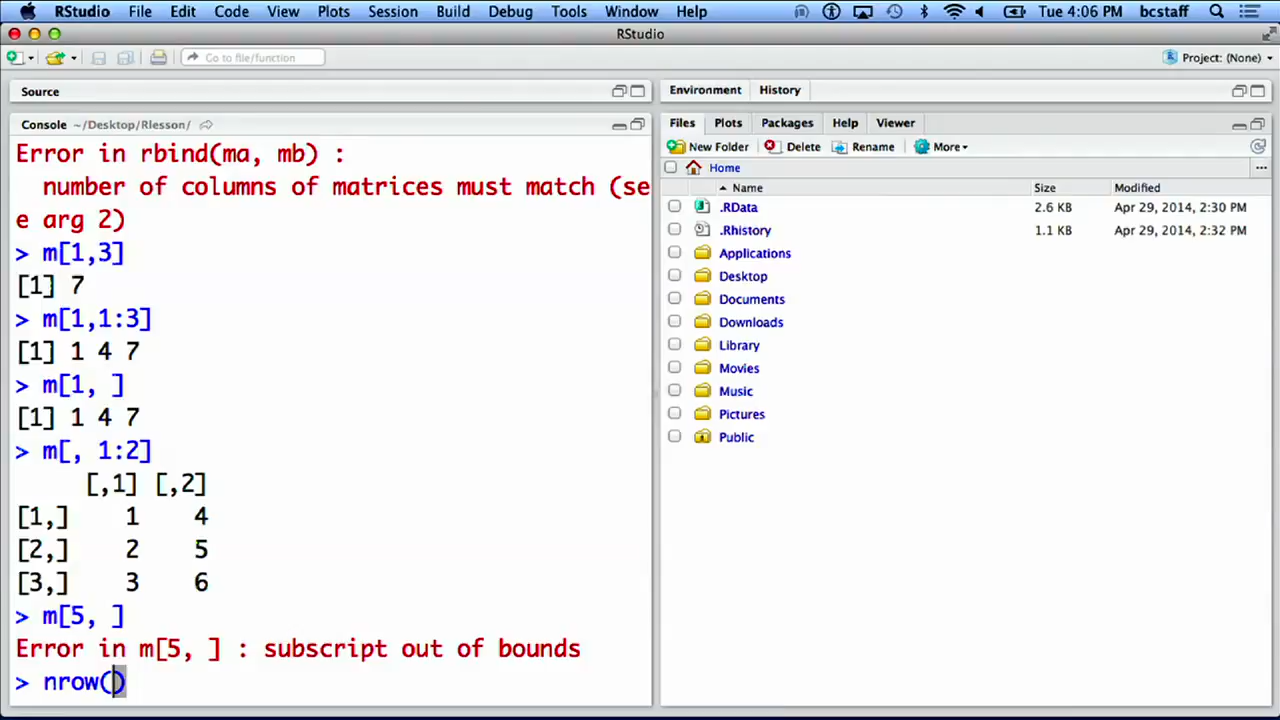 RStudio File Edit Code View Plots Session Build Debug Tools Window Help Tue 4:06 PM bcstaff
RStudio
Go to file/function
Project: (None)
Source
Console ~/Desktop/Rlesson/
Error in rbind(ma, mb) :
number of columns of matrices must match (se
e arg 2)
> m[1,3]
[1] 7
> m[1,1:3]
[1] 1 4 7
> m[1, ]
[1] 1 4 7
> m[, 1:2]
[,1] [,2]
[1,] 1 4
[2,] 2 5
[3,] 3 6
> m[5, ]
Error in m[5, ] : subscript out of bounds
> nrow()
Environment History
Files Plots Packages Help Viewer
New Folder Delete Rename More
Home
Name Size Modified
.RData 2.6 KB Apr 29, 2014, 2:30 PM
.Rhistory 1.1 KB Apr 29, 2014, 2:32 PM
Applications
Desktop
Documents
Downloads
Library
Movies
Music
Pictures
Public